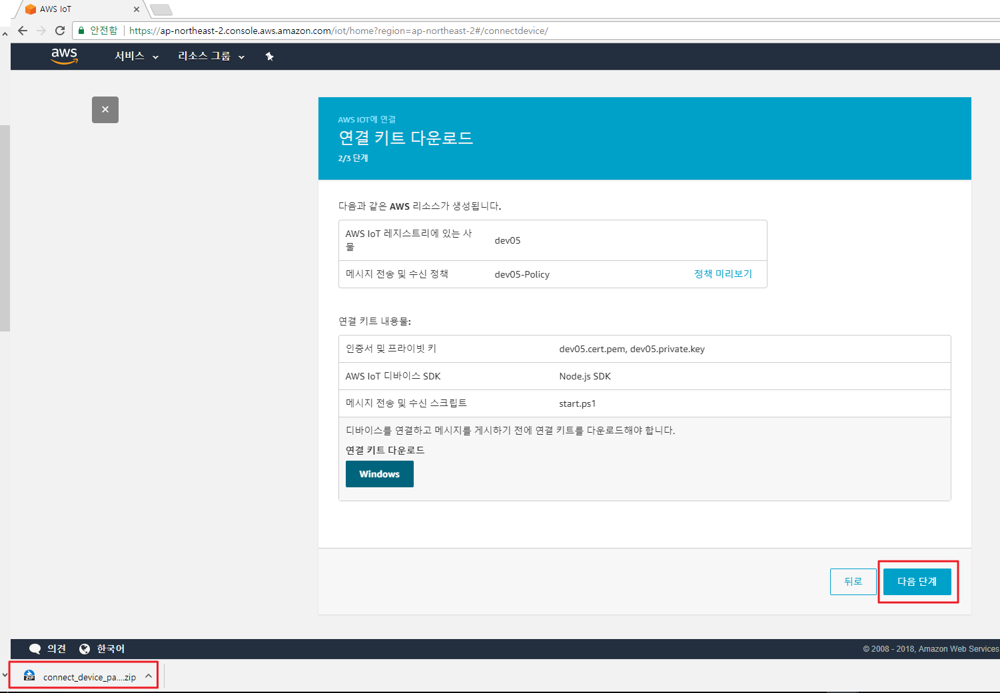 AWS IoT
안전함
https://ap-northeast-2.console.aws.amazon.com/iot/home?region=ap-northeast-2#/connectdevice/
aws
서비스
리소스 그룹
AWS IOT에 연결
연결 키트 다운로드
2/3 단계
다음과 같은 AWS 리소스가 생성됩니다.
AWS IoT 레지스트리에 있는 사
물
dev05
메시지 전송 및 수신 정책
dev05-Policy
정책 미리보기
연결 키트 내용물:
인증서 및 프라이빗 키
dev05.cert.pem, dev05.private.key
AWS IoT 디바이스 SDK
Node.js SDK
메시지 전송 및 수신 스크립트
start.ps1
디바이스를 연결하고 메시지를 게시하기 전에 연결 키트를 다운로드해야 합니다.
연결 키트 다운로드
Windows
뒤로
다음 단계
의견
한국어
© 2008 - 2018, Amazon Web Services
ZIP
connect_device_pa....zip